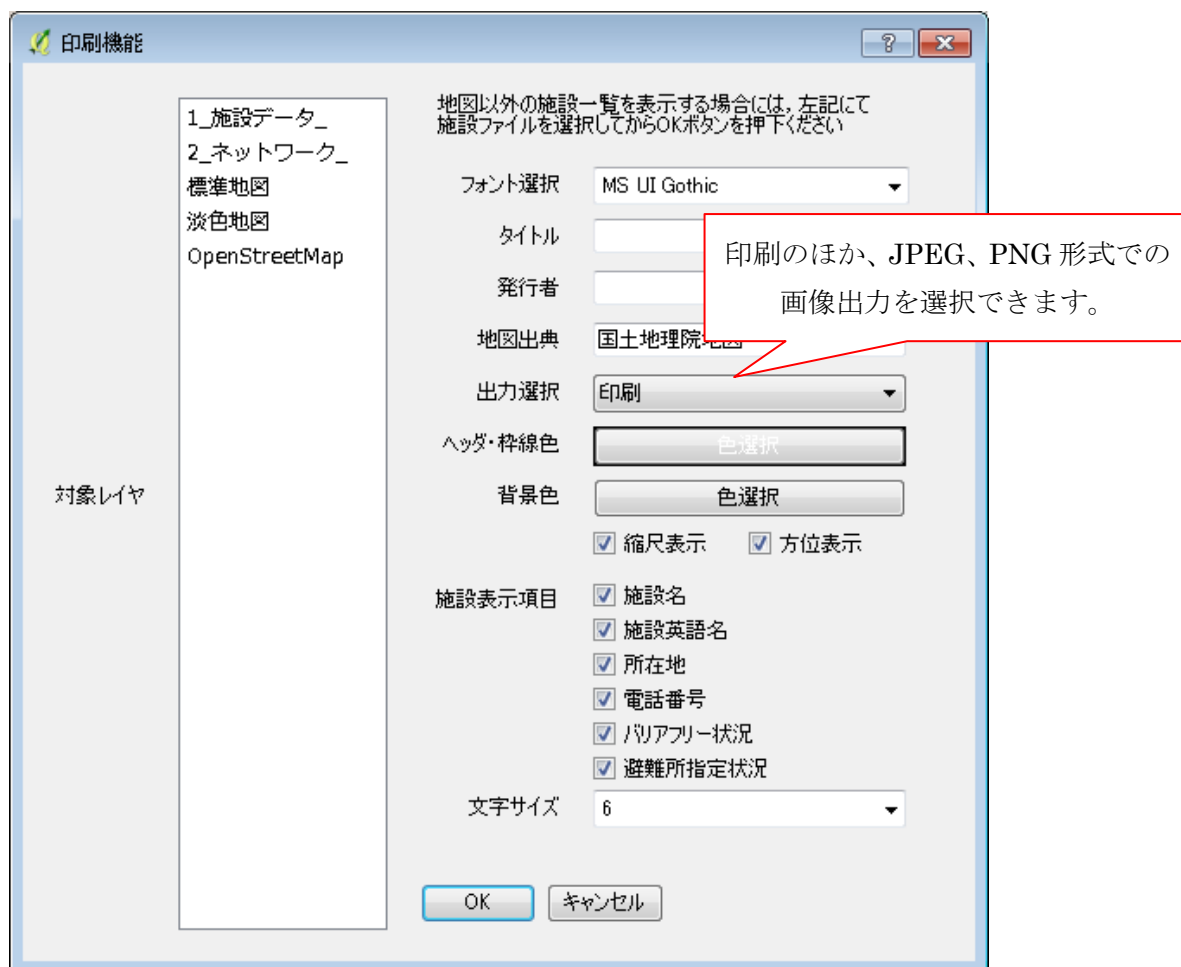 印刷機能
1_施設データ_
2_ネットワーク_
標準地図
淡色地図
OpenStreetMap
対象レイヤ
地図以外の施設一覧を表示する場合には，左記にて
施設ファイルを選択してからOKボタンを押下ください
フォント選択 MS UI Gothic
タイトル
発行者
印刷のほか、JPEG、PNG 形式での
画像出力を選択できます。
地図出典 国土地理院地図
出力選択 印刷
ヘッダ・枠線色 色選択
背景色 色選択
縮尺表示 方位表示
施設表示項目 施設名
施設英語名
所在地
電話番号
バリアフリー状況
避難所指定状況
文字サイズ 6
OK キャンセル